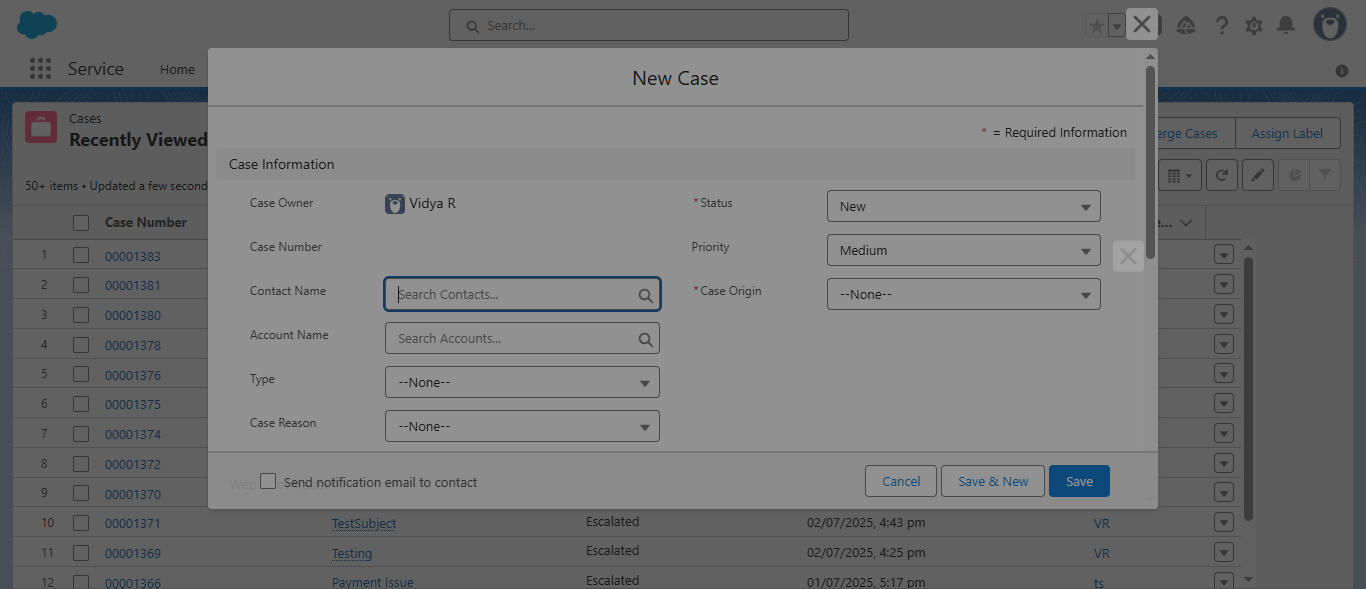 Search...
Service
Home
New Case
Cases
Recently Viewed
* = Required Information
erge Cases
Assign Label
Case Information
50+ items • Updated a few second
Case Owner
Vidya R
*Status
New
Case Number
Case Number
Priority
Medium
1
00001383
2
00001381
Contact Name
Search Contacts...
*Case Origin
--None--
3
00001380
4
00001378
Account Name
Search Accounts...
5
00001376
Type
--None--
6
00001375
7
00001374
Case Reason
--None--
8
00001372
9
00001370
Web
Send notification email to contact
Cancel
Save & New
Save
10
00001371
TestSubject
Escalated
02/07/2025, 4:43 pm
VR
11
00001369
Testing
Escalated
02/07/2025, 4:25 pm
VR
12
00001366
Payment Issue
Escalated
01/07/2025, 5:17 pm
ts